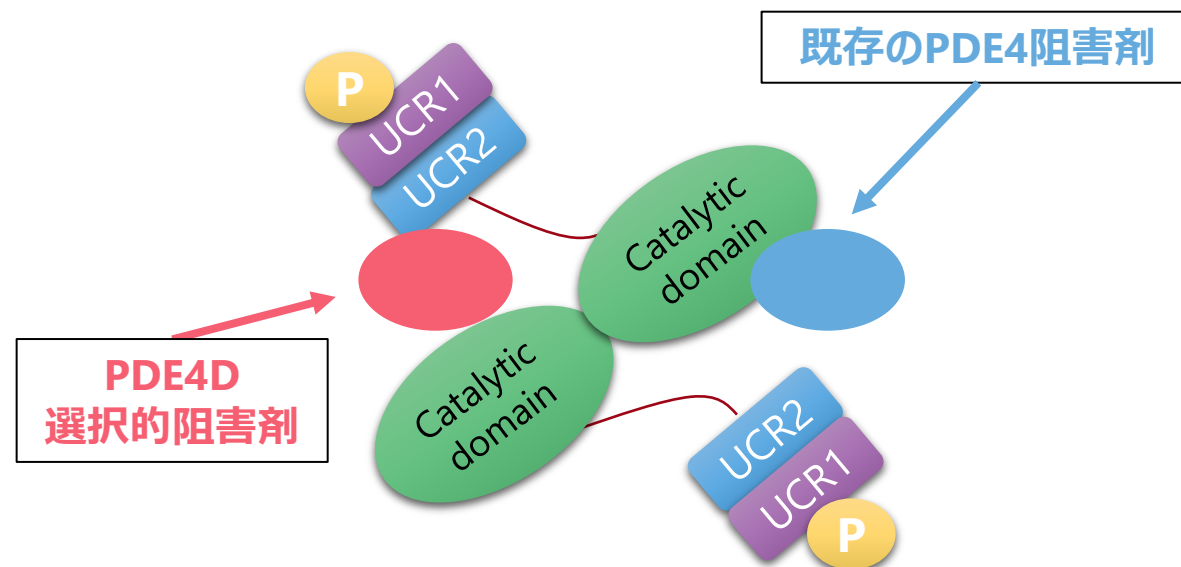 既存のPDE4阻害剤
P
UCR1
UCR2
Catalytic
domain
PDE4D
選択的阻害剤
Catalytic
domain
UCR2
UCR1
P